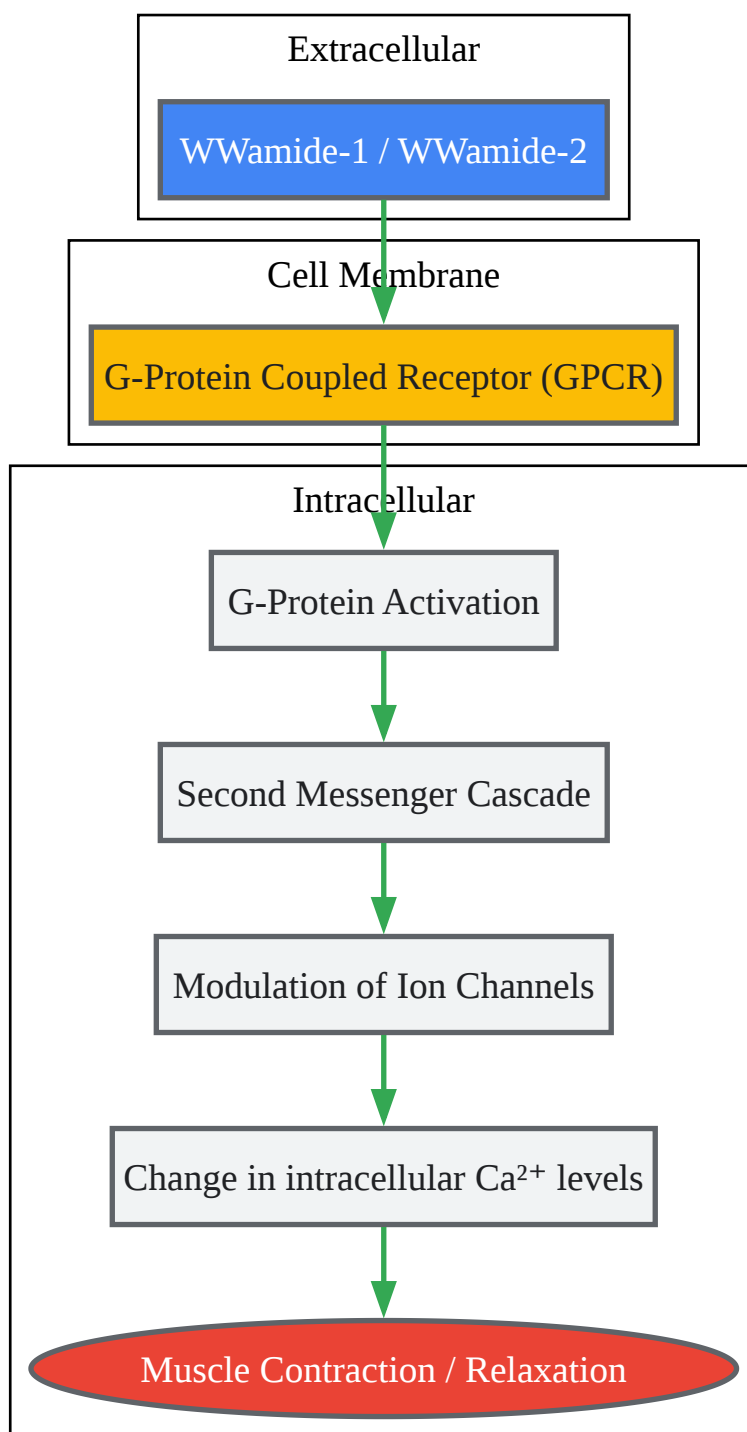 Extracellular
WWamide-1 / WWamide-2
Cell Membrane
G-Protein Coupled Receptor (GPCR)
Intracellular
G-Protein Activation
Second Messenger Cascade
Modulation of Ion Channels
Change in intracellular Ca²⁺ levels
Muscle Contraction / Relaxation